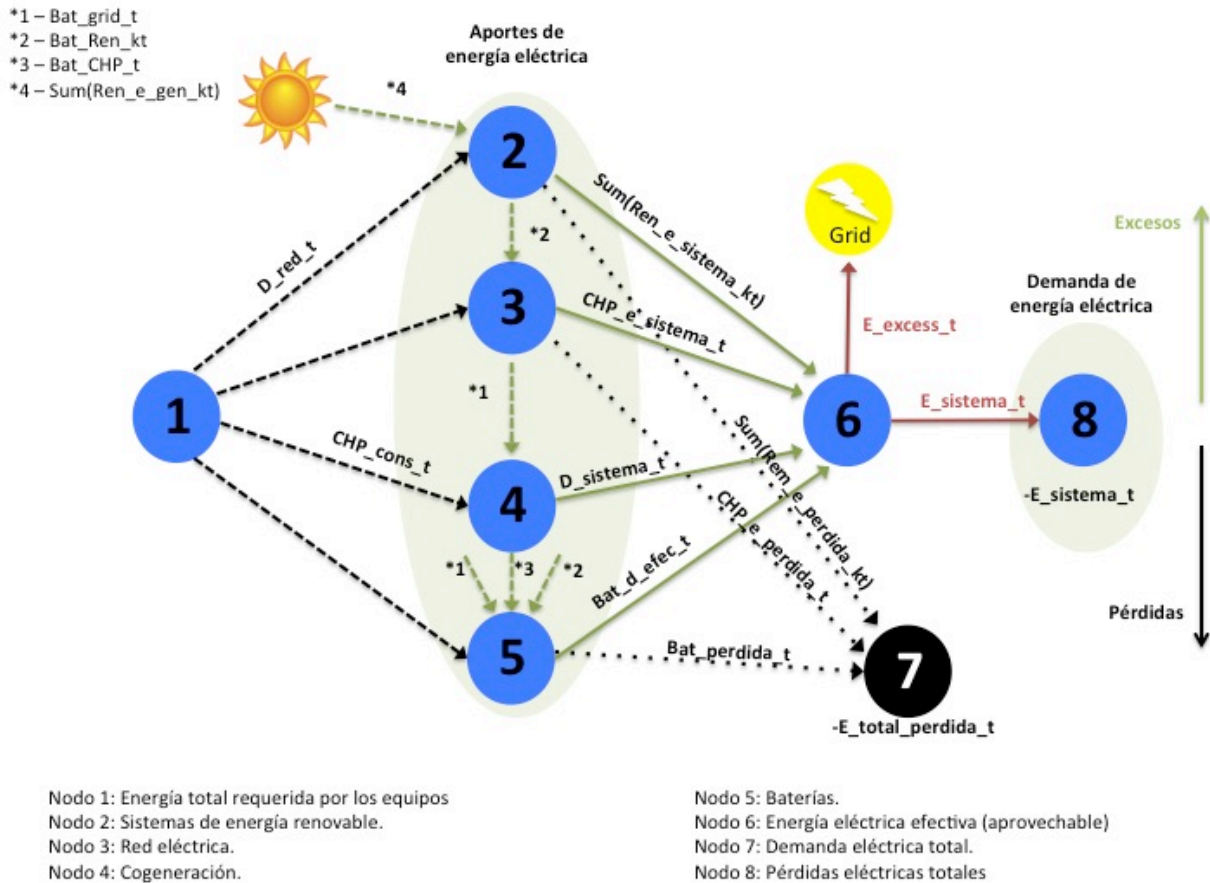 *1 – Bat_grid_t
*2 – Bat_Ren_kt
*3 – Bat_CHP_t
*4 – Sum(Ren_e_gen_kt)
Aportes de
energía eléctrica
*4
2
*2
D_red_t
Sum(Ren_e_sistema_kt)
Grid
Excesos
3
CHP_e_sistema_t
E_excess_t
Demanda de
energía eléctrica
*1
1
CHP_cons_t
6
E_sistema_t
8
-E_sistema_t
4
D_sistema_t
Sum(Rem_e_perdida_kt)
CHP_e_perdida_t
*1
*3
*2
Bat_d_efec_t
Pérdidas
5
Bat_perdida_t
7
-E_total_perdida_t
Nodo 1: Energía total requerida por los equipos
Nodo 2: Sistemas de energía renovable.
Nodo 3: Red eléctrica.
Nodo 4: Cogeneración.
Nodo 5: Baterías.
Nodo 6: Energía eléctrica efectiva (aprovechable)
Nodo 7: Demanda eléctrica total.
Nodo 8: Pérdidas eléctricas totales